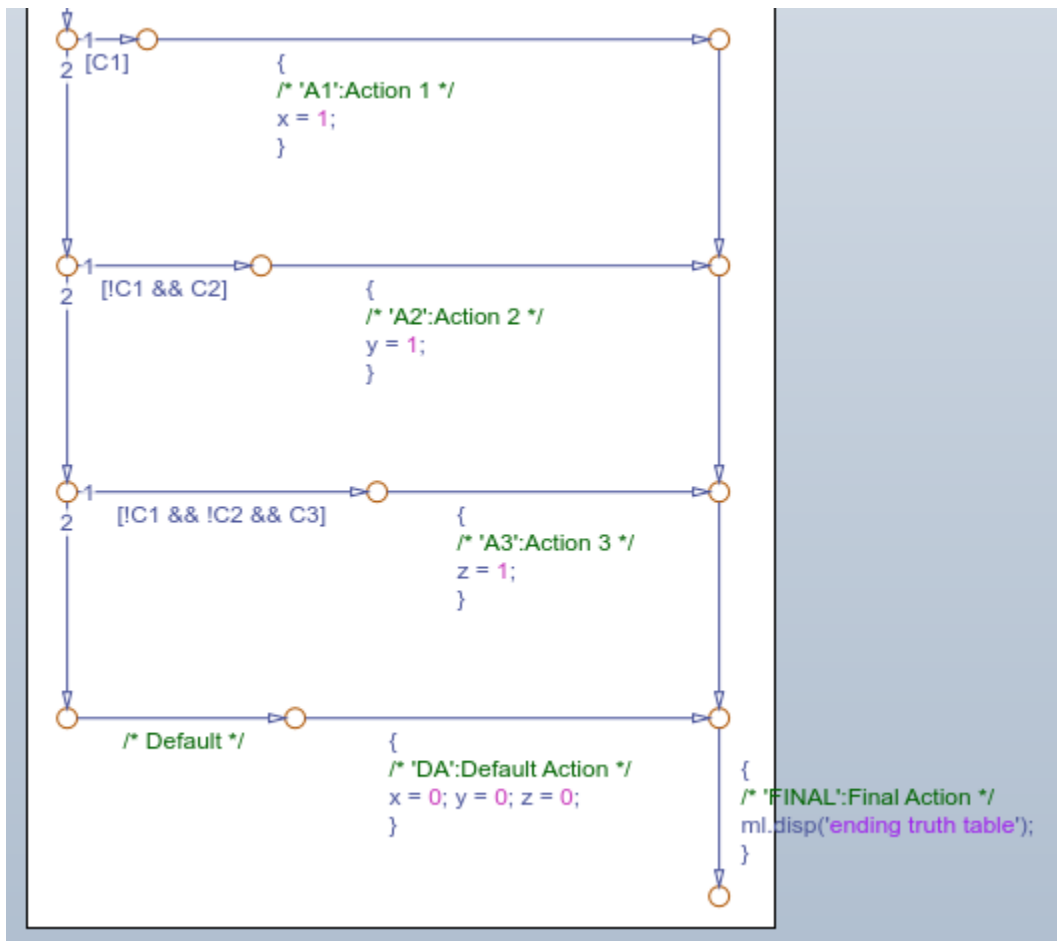 1
2 [C1]
{
/* 'A1':Action 1 */
x = 1;
}
1
2 [!C1 && C2]
{
/* 'A2':Action 2 */
y = 1;
}
1
2 [!C1 && !C2 && C3]
{
/* 'A3':Action 3 */
z = 1;
}
/* Default */
{
/* 'DA':Default Action */
x = 0; y = 0; z = 0;
}
{
/* 'FINAL':Final Action */
ml.disp('ending truth table');
}